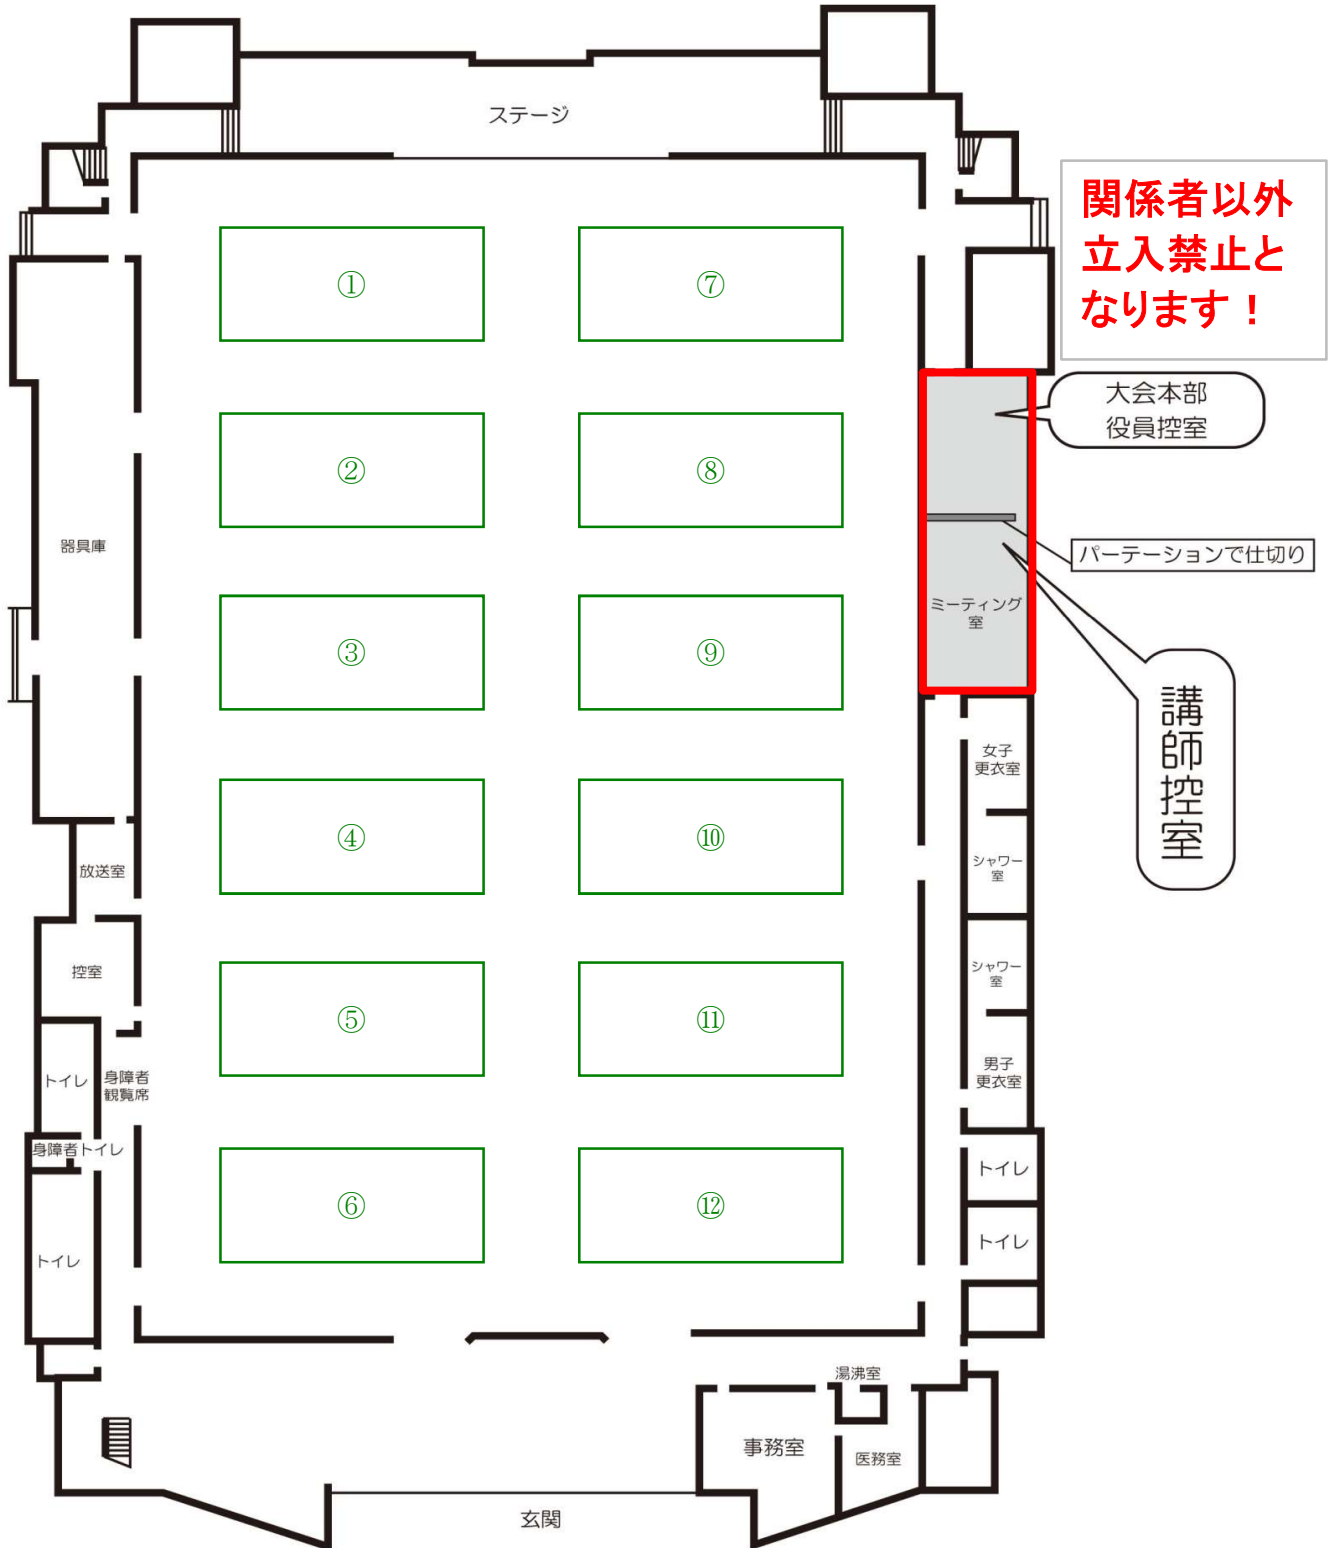 ステージ
関係者以外
立入禁止と
なります！
①
⑦
大会本部
役員控室
②
⑧
器具庫
パーテーションで仕切り
ミーティング
室
③
⑨
講師控室
女子
更衣室
④
⑩
シャワー
室
放送室
控室
シャワー
室
⑤
⑪
トイレ
身障者
観覧席
男子
更衣室
身障者トイレ
トイレ
⑥
⑫
トイレ
トイレ
湯沸室
事務室
医務室
玄関